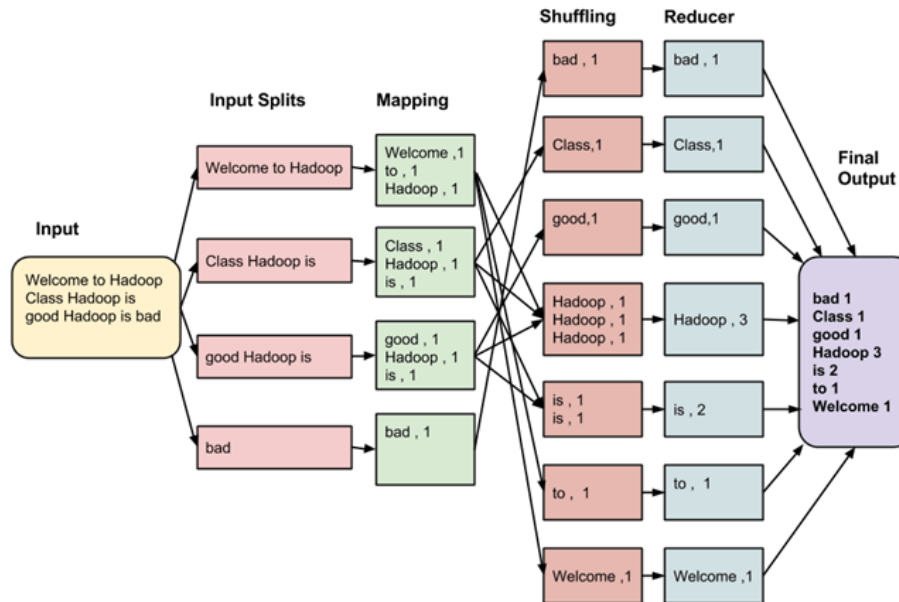 Input
Welcome to Hadoop
Class Hadoop is
good Hadoop is bad
Input Splits
Welcome to Hadoop
Class Hadoop is
good Hadoop is
bad
Mapping
Welcome ,1
to , 1
Hadoop , 1
Class , 1
Hadoop , 1
is , 1
good , 1
Hadoop , 1
is , 1
bad , 1
Shuffling
bad , 1
Class,1
good,1
Hadoop , 1
Hadoop , 1
Hadoop , 1
is , 1
is , 1
to , 1
Welcome ,1
Reducer
bad , 1
Class,1
good,1
Hadoop , 3
is , 2
to , 1
Welcome ,1
Final
Output
bad 1
Class 1
good 1
Hadoop 3
is 2
to 1
Welcome 1